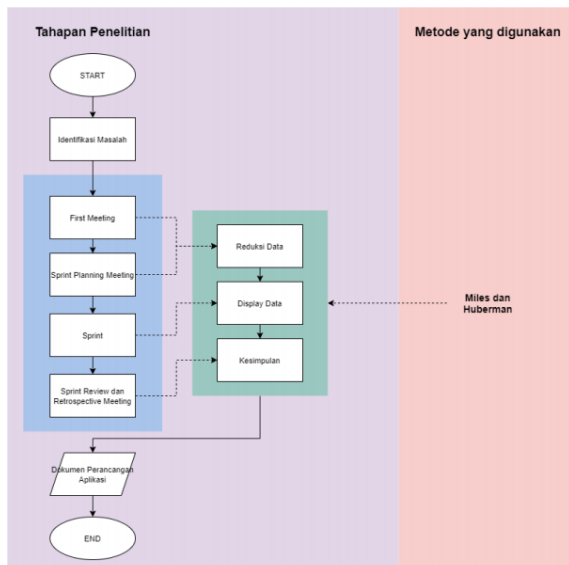 Tahapan Penelitian
Metode yang digunakan
START
Identifikasi Masalah
First Meeting
Reduksi Data
Sprint Planning Meeting
Display Data
Miles dan
Huberman
Sprint
Kesimpulan
Sprint Review dan
Retrospective Meeting
Dokumen Perancangan
Aplikasi
END